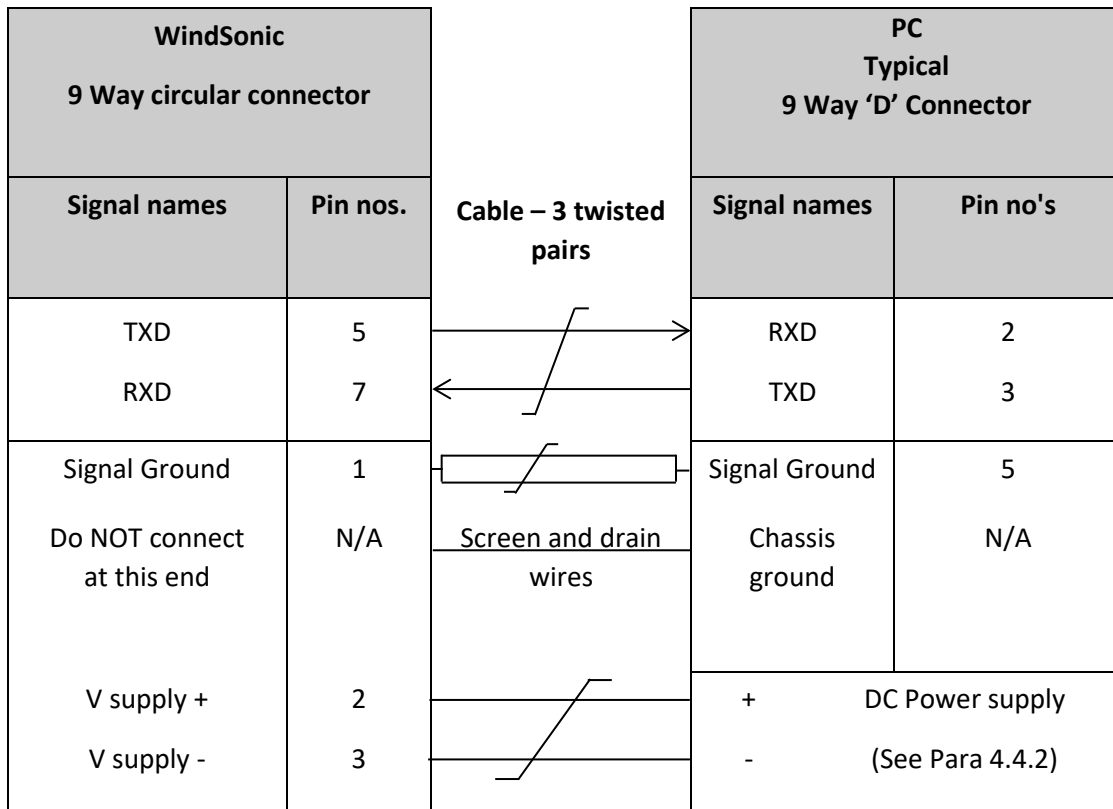 WindSonic
9 Way circular connector
PC
Typical
9 Way ‘D’ Connector
Signal names
Pin nos.
Cable – 3 twisted
pairs
Signal names
Pin no's
TXD
5
RXD
2
RXD
7
TXD
3
Signal Ground
1
Signal Ground
5
Do NOT connect
at this end
N/A
Screen and drain
wires
Chassis
ground
N/A
V supply +
2
+
DC Power supply
V supply -
3
-
(See Para 4.4.2)